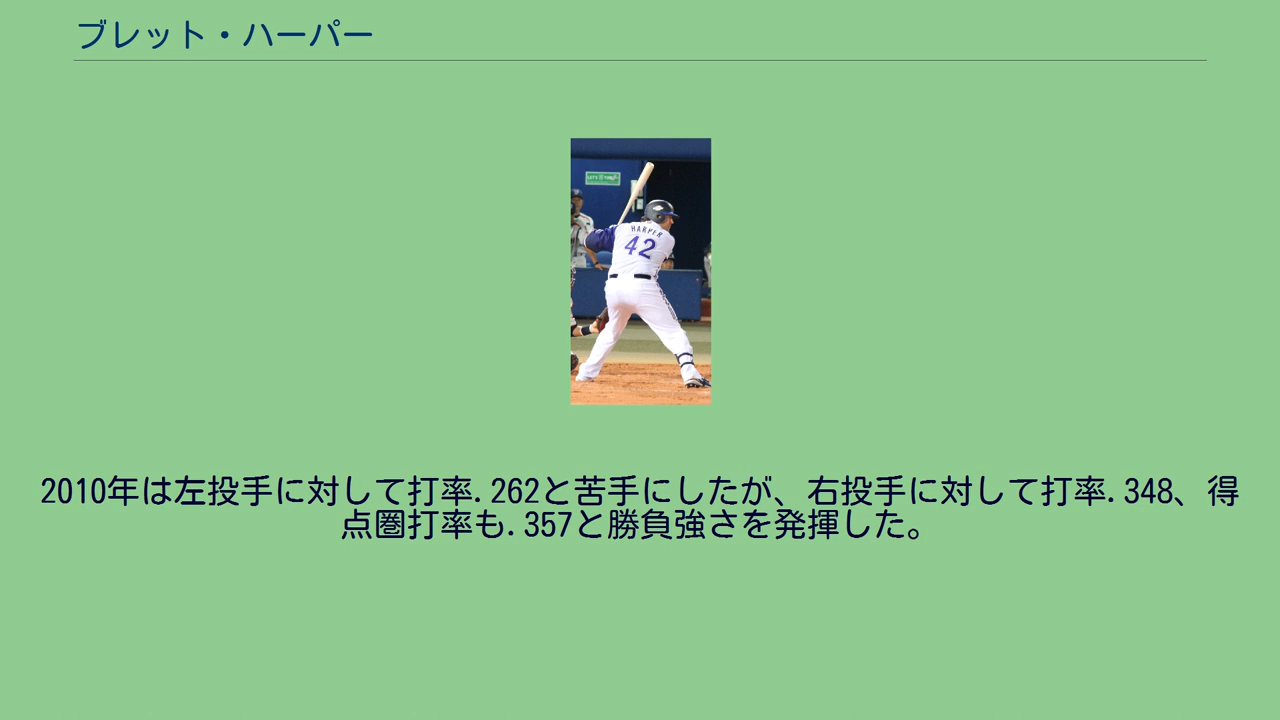 ブレット・ハーパー
HARPER
42
2010年は左投手に対して打率.262と苦手にしたが、右投手に対して打率.348、得
点圏打率も.357と勝負強さを発揮した。